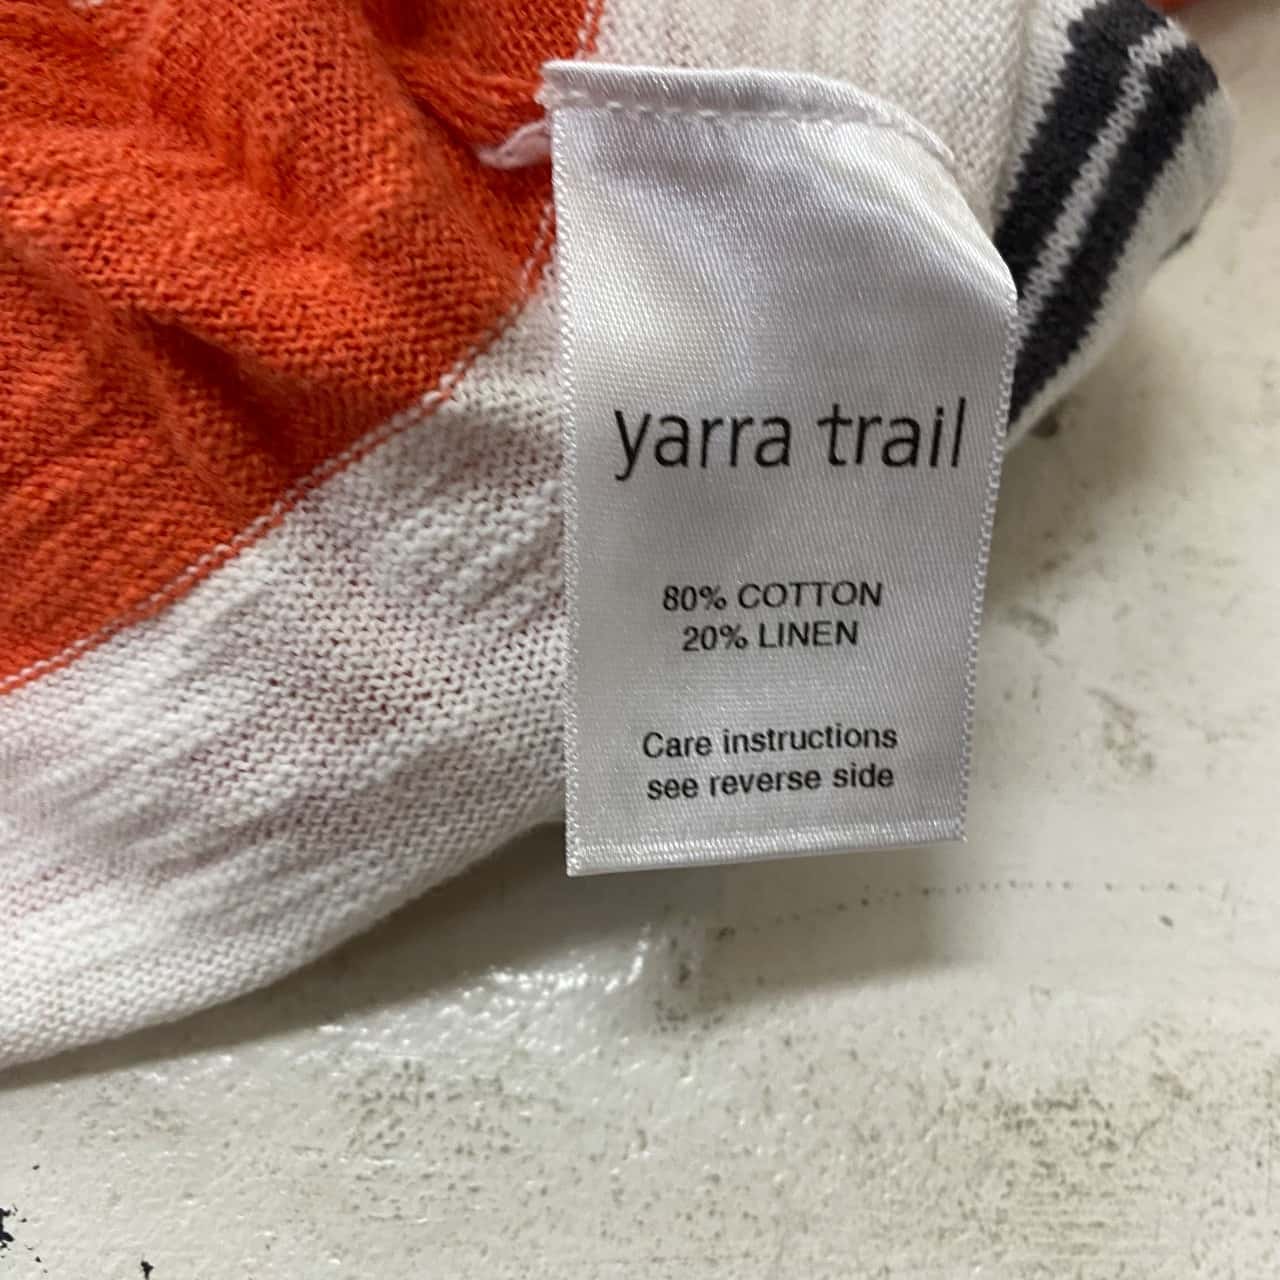 yarra trail
80% COTTON
20% LINEN
Care instructions
see reverse side